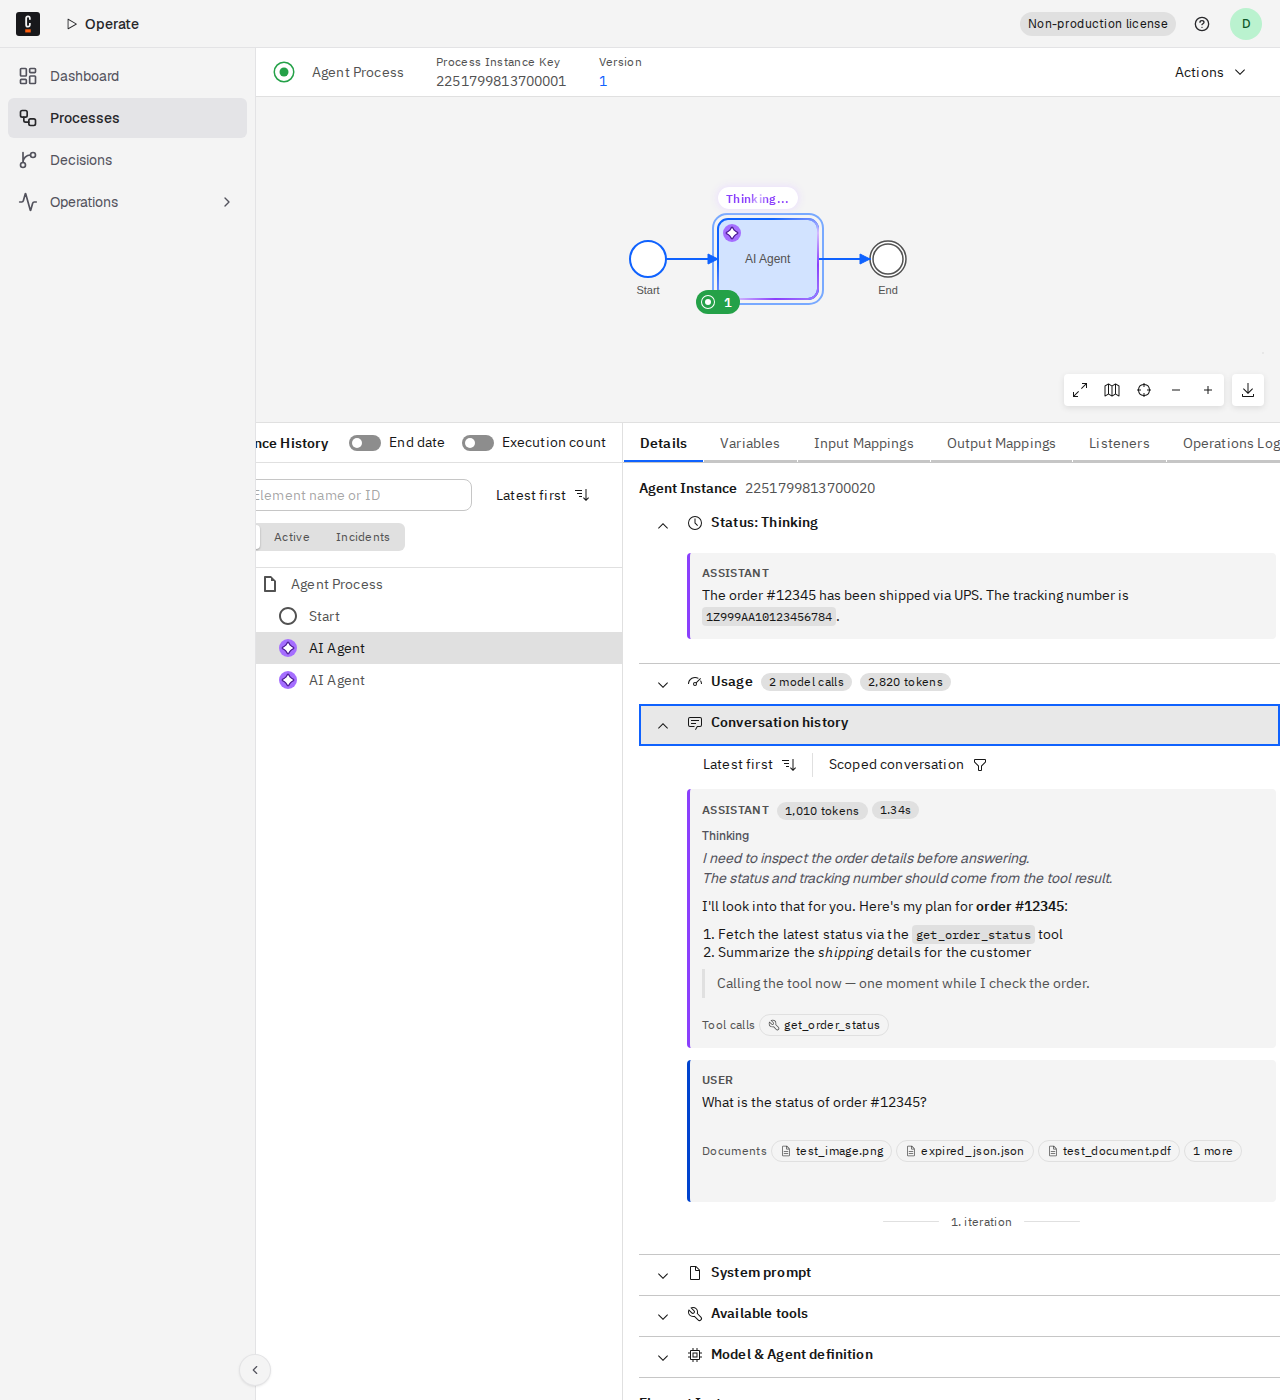 Operate
Non-production license
D
Dashboard
Processes
Decisions
Operations
Agent Process
Process Instance Key
2251799813700001
Version
1
Actions
Thinking...
AI Agent
Start
End
1
nce History
End date
Execution count
Element name or ID
Latest first
Active
Incidents
Agent Process
Start
AI Agent
AI Agent
Details
Variables
Input Mappings
Output Mappings
Listeners
Operations Log
Agent Instance 2251799813700020
Status: Thinking
ASSISTANT
The order #12345 has been shipped via UPS. The tracking number is
1Z999AA10123456784.
Usage 2 model calls 2,820 tokens
Conversation history
Latest first
Scoped conversation
ASSISTANT 1,010 tokens 1.34s
Thinking
I need to inspect the order details before answering.
The status and tracking number should come from the tool result.
I'll look into that for you. Here's my plan for order #12345:
1. Fetch the latest status via the get_order_status tool
2. Summarize the shipping details for the customer
Calling the tool now — one moment while I check the order.
Tool calls get_order_status
USER
What is the status of order #12345?
Documents test_image.png expired_json.json test_document.pdf 1 more
1. iteration
System prompt
Available tools
Model & Agent definition